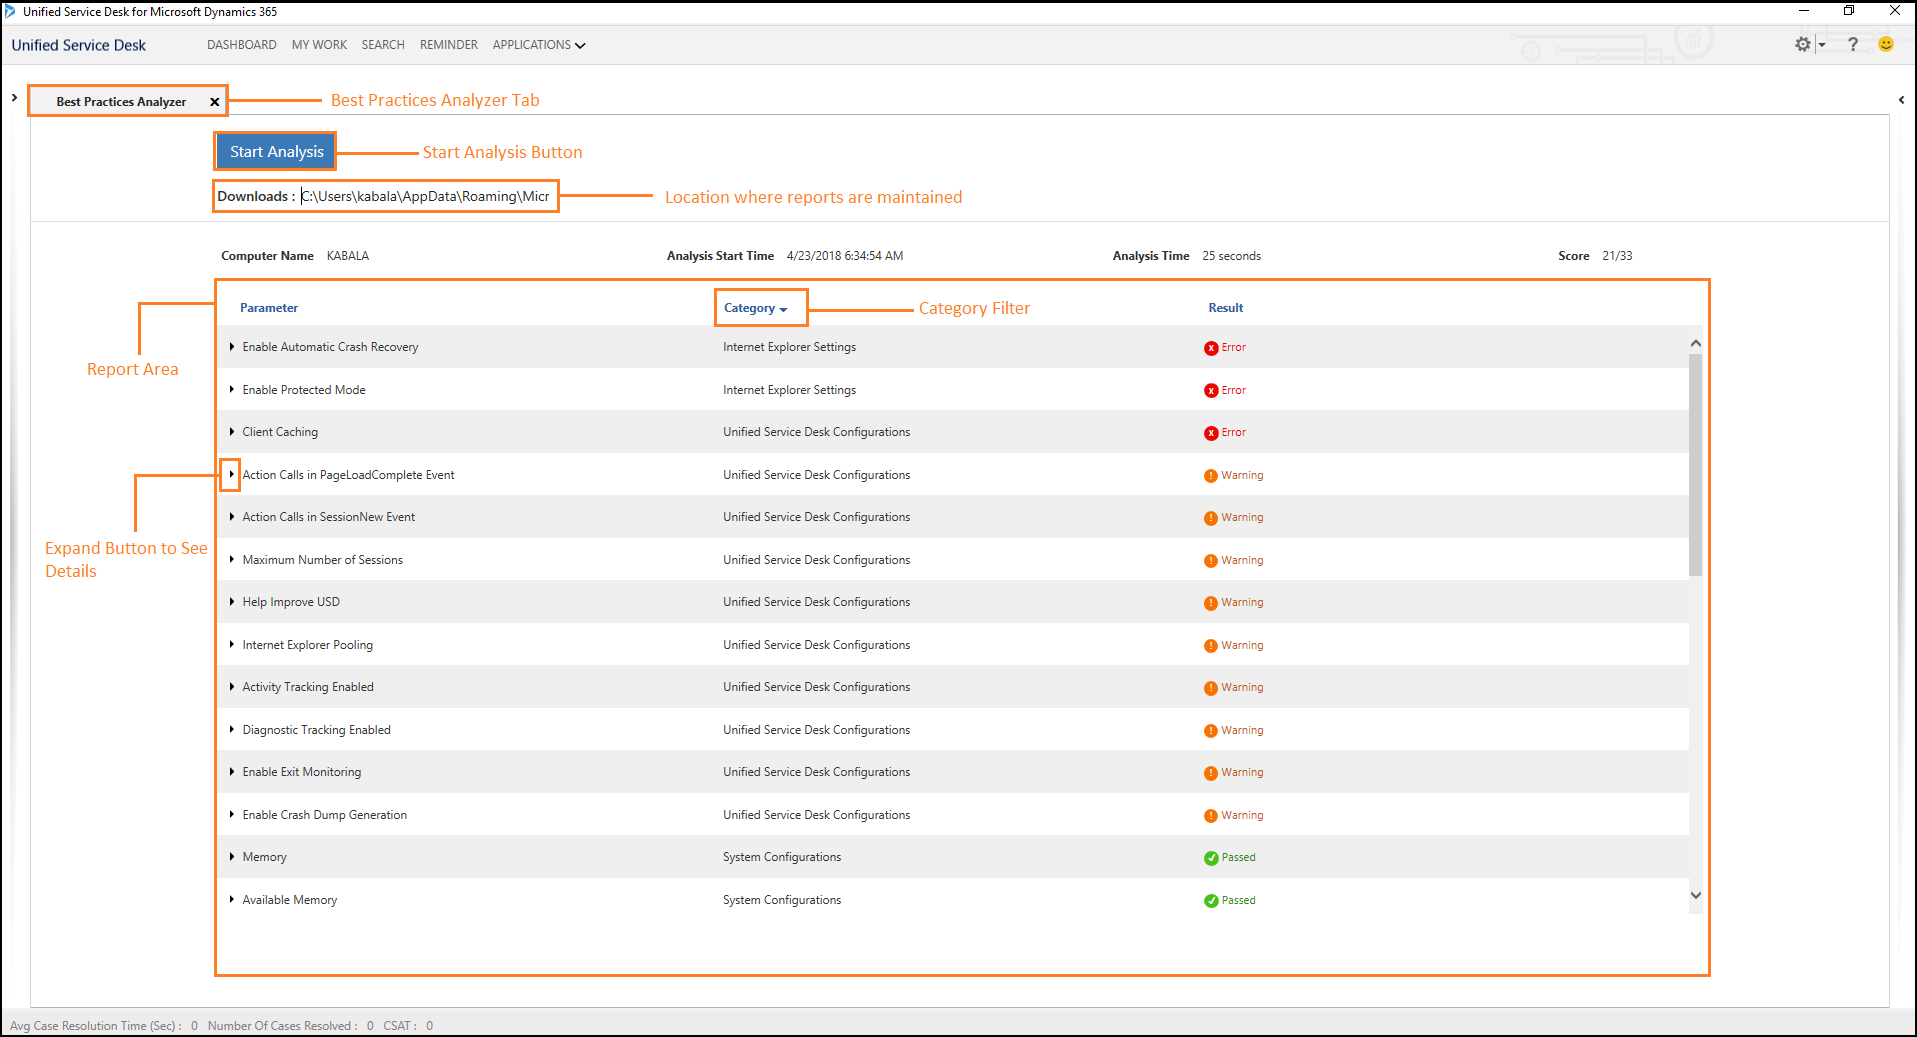 Unified Service Desk for Microsoft Dynamics 365
Unified Service Desk DASHBOARD MY WORK SEARCH REMINDER APPLICATIONS ?
Best Practices Analyzer x Best Practices Analyzer Tab
Start Analysis Start Analysis Button
Downloads : C:\Users\kabala\AppData\Roaming\Micr Location where reports are maintained
Computer Name KABALA Analysis Start Time 4/23/2018 6:34:54 AM Analysis Time 25 seconds Score 21/33
Parameter Category Category Filter Result
Enable Automatic Crash Recovery Internet Explorer Settings Error
Report Area
Enable Protected Mode Internet Explorer Settings Error
Client Caching Unified Service Desk Configurations Error
Action Calls in PageLoadComplete Event Unified Service Desk Configurations Warning
Action Calls in SessionNew Event Unified Service Desk Configurations Warning
Expand Button to See
Details
Maximum Number of Sessions Unified Service Desk Configurations Warning
Help Improve USD Unified Service Desk Configurations Warning
Internet Explorer Pooling Unified Service Desk Configurations Warning
Activity Tracking Enabled Unified Service Desk Configurations Warning
Diagnostic Tracking Enabled Unified Service Desk Configurations Warning
Enable Exit Monitoring Unified Service Desk Configurations Warning
Enable Crash Dump Generation Unified Service Desk Configurations Warning
Memory System Configurations Passed
Available Memory System Configurations Passed
Avg Case Resolution Time (Sec) : 0 Number Of Cases Resolved : 0 CSAT : 0